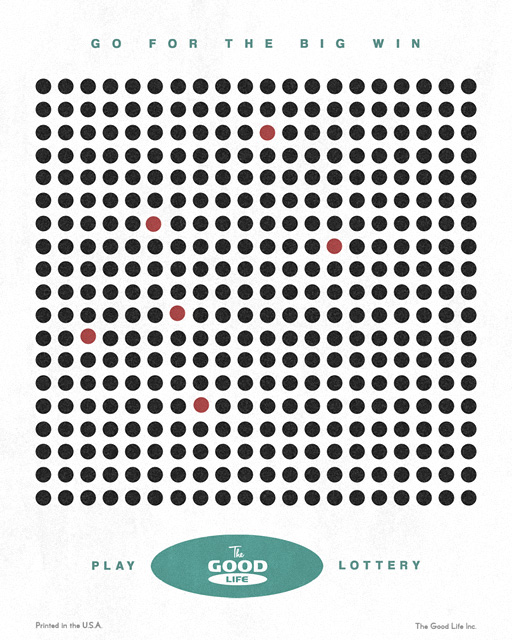 GO FOR THE BIG WIN
PLAY
The
GOOD
LIFE
LOTTERY
Printed in the U.S.A.
The Good Life Inc.